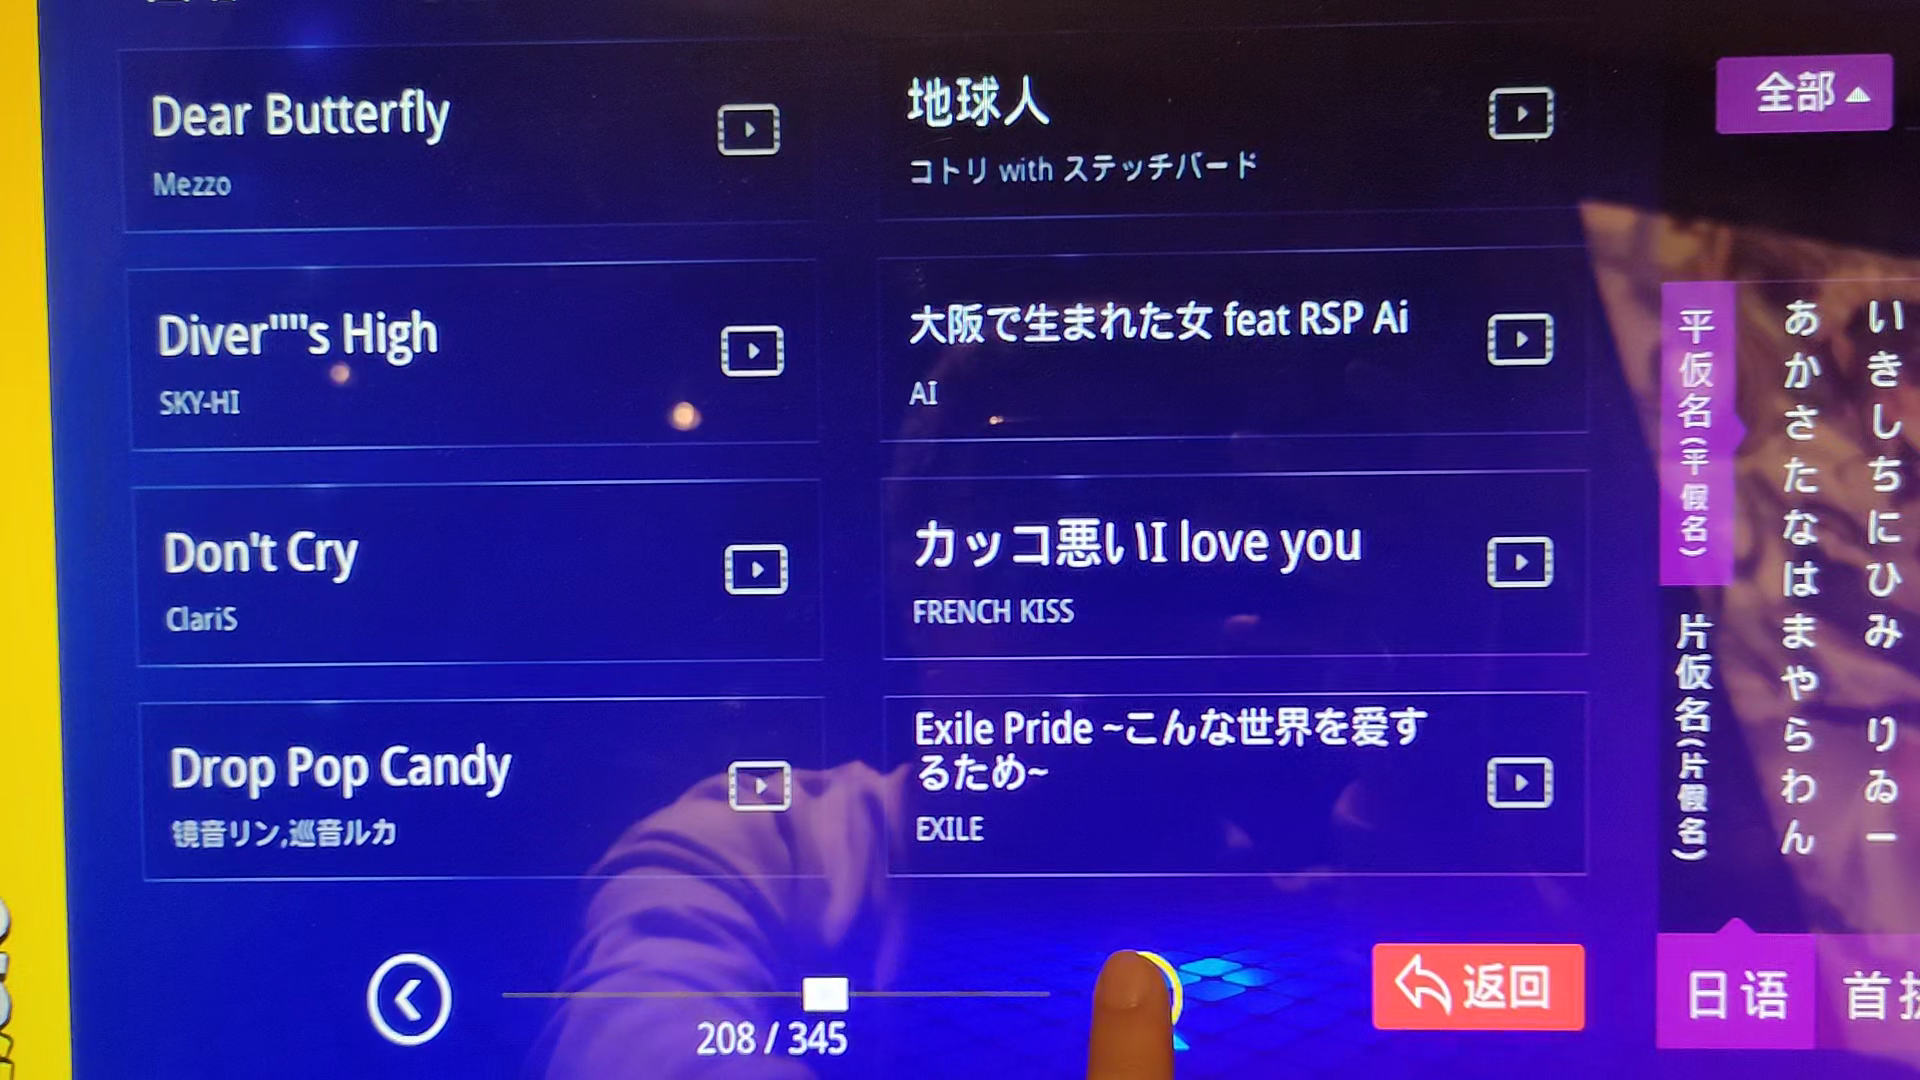 Dear Butterfly
Mezzo
地球人
コトリ with ステッチバード
全部
Diver""'s High
SKY-HI
大阪で生まれた女 feat RSP Ai
AI
Don't Cry
ClariS
カッコ悪いI love you
FRENCH KISS
Drop Pop Candy
镜音リン,巡音ルカ
Exile Pride ~こんな世界を愛す
るため~
EXILE
208 / 345
返回
平仮名(平假名)
片仮名(片假名)
あ い
か き
さ し
た ち
な に
は ひ
ま み
や
ら り
わ ゐ
ん ー
日语
首